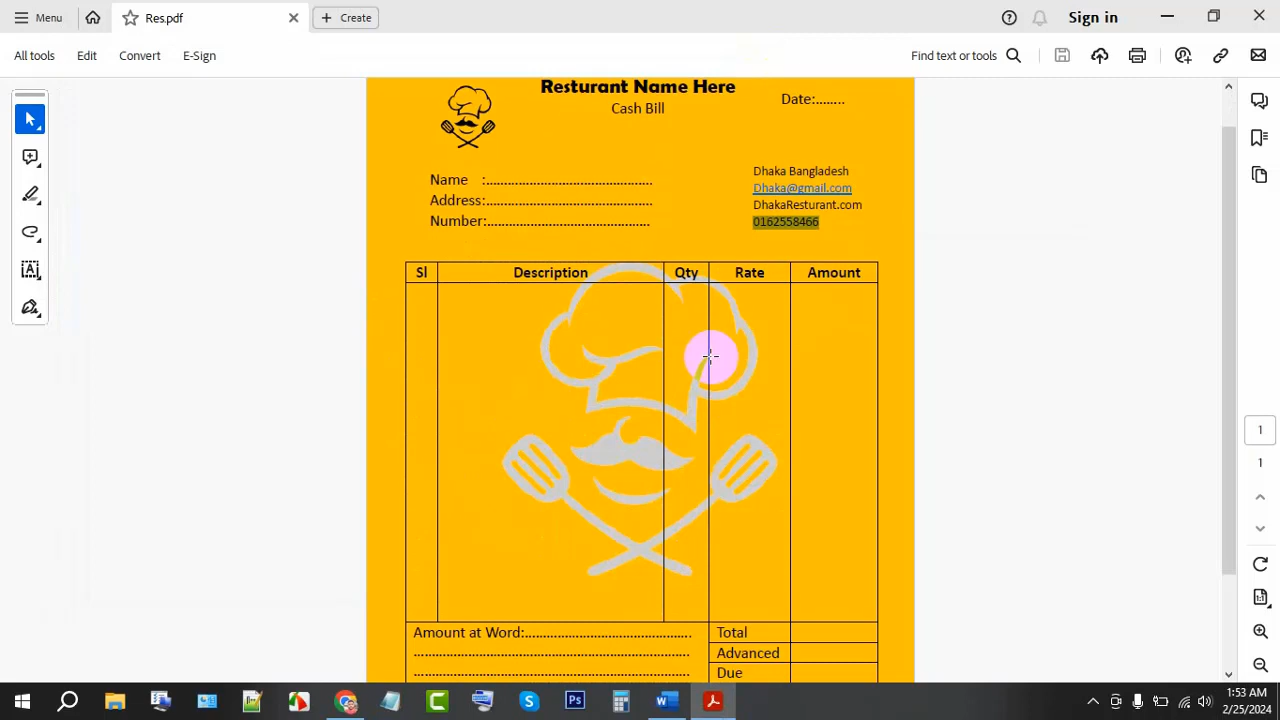 Menu
Res.pdf
Create
Sign in
All tools
Edit
Convert
E-Sign
Find text or tools
Resturant Name Here
Cash Bill
Date:........
Name :..............................................
Address:..............................................
Number:.............................................
Dhaka Bangladesh
Dhaka@gmail.com
DhakaResturant.com
0162558466
Sl Description Qty Rate Amount
Amount at Word:..............................................
............................................................................
............................................................................
Total
Advanced
Due
1
1
W
Ps
1:53 AM
2/25/2024